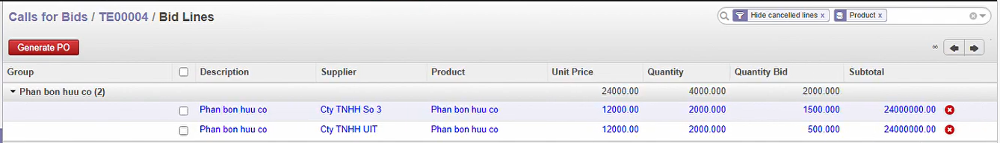 Calls for Bids / TE00004 / Bid Lines
Hide cancelled lines x Product x
Generate PO
∞
Group Description Supplier Product Unit Price Quantity Quantity Bid Subtotal
Phan bon huu co (2) 24000.00 4000.000 2000.000
Phan bon huu co Cty TNHH So 3 Phan bon huu co 12000.00 2000.000 1500.000 24000000.00
Phan bon huu co Cty TNHH UIT Phan bon huu co 12000.00 2000.000 500.000 24000000.00